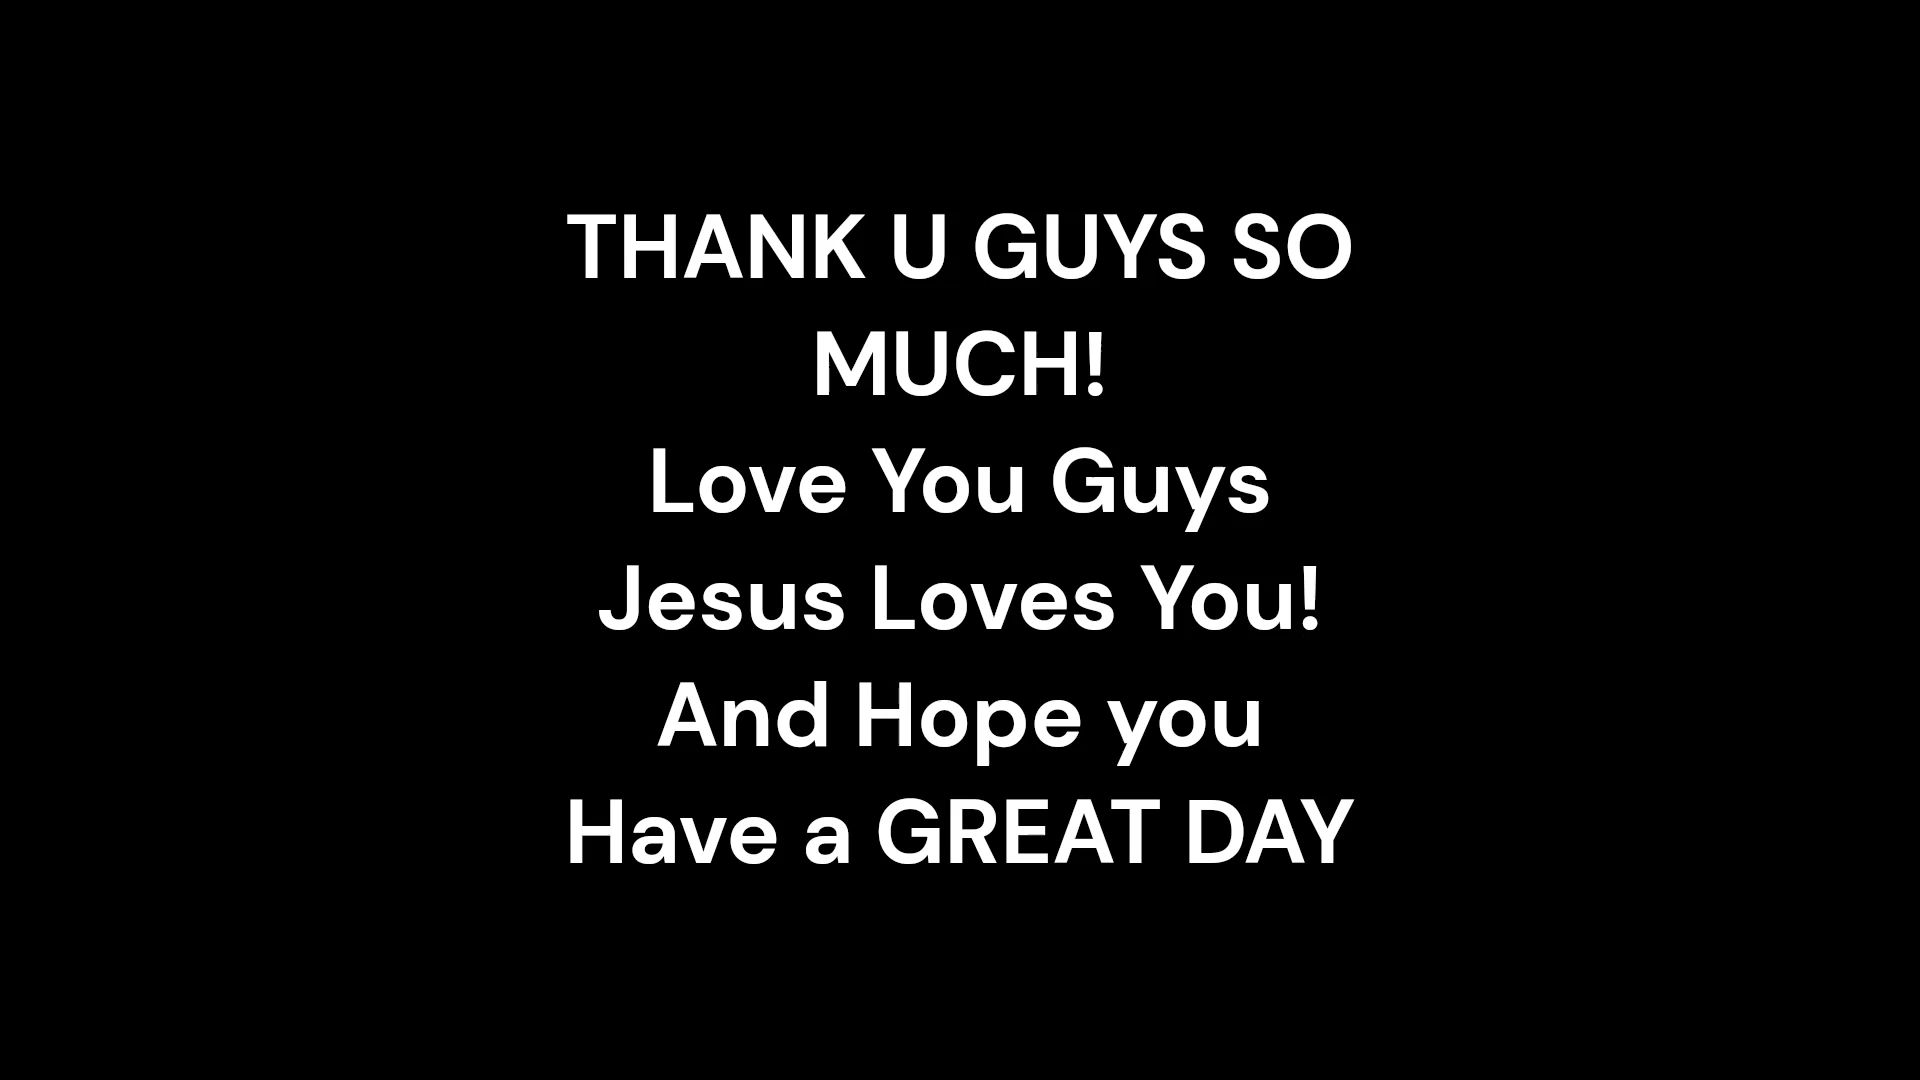 THANK U GUYS SO
MUCH!
Love You Guys
Jesus Loves You!
And Hope you
Have a GREAT DAY